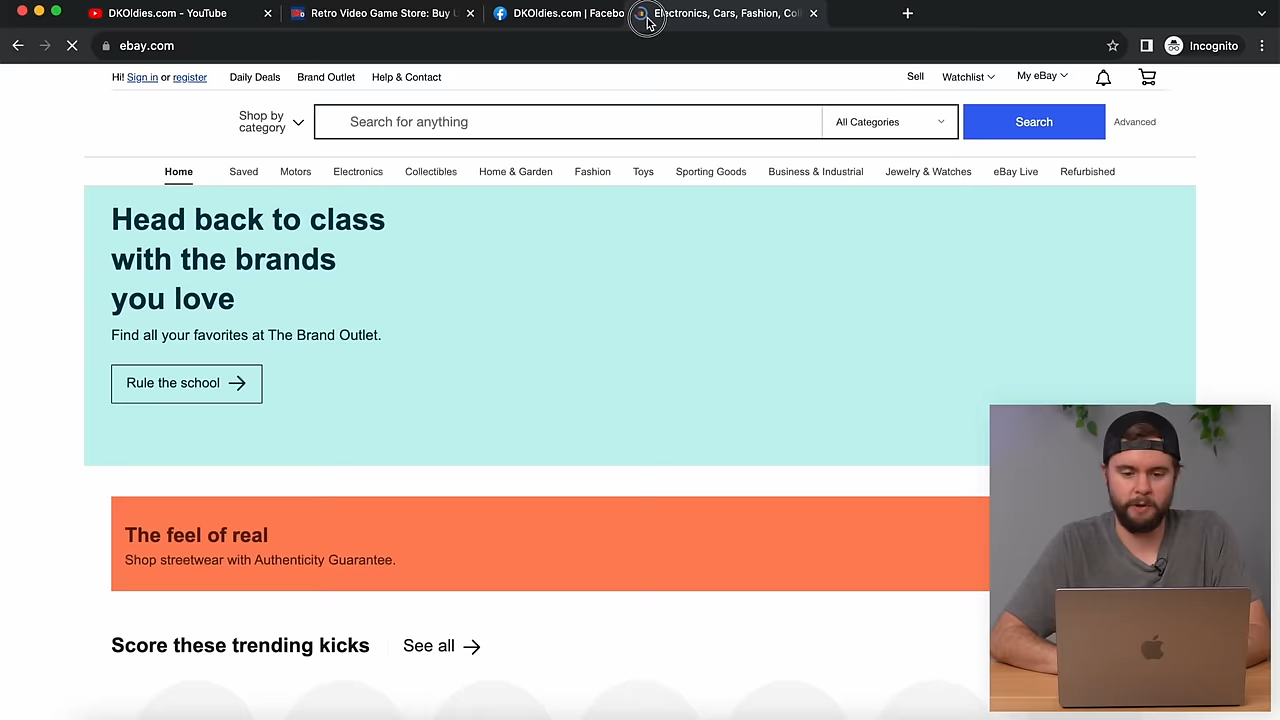 DKOldies.com - YouTube
Retro Video Game Store: Buy
DKOldies.com | Facebo
Electronics, Cars, Fashion, Col
ebay.com
Incognito
Hi! Sign in or register
Daily Deals
Brand Outlet
Help & Contact
Sell
Watchlist
My eBay
Shop by
category
Search for anything
All Categories
Search
Advanced
Home
Saved
Motors
Electronics
Collectibles
Home & Garden
Fashion
Toys
Sporting Goods
Business & Industrial
Jewelry & Watches
eBay Live
Refurbished
Head back to class
with the brands
you love
Find all your favorites at The Brand Outlet.
Rule the school
The feel of real
Shop streetwear with Authenticity Guarantee.
Score these trending kicks
See all